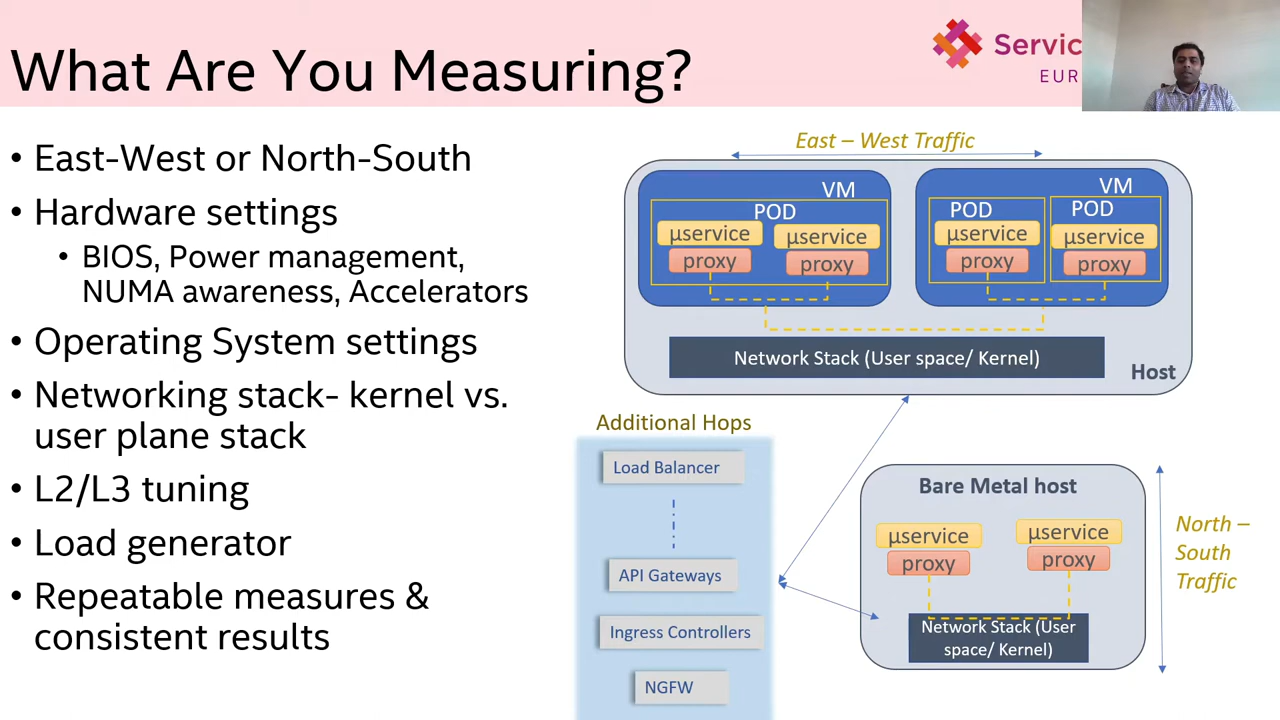 What Are You Measuring?
Servic
EUR
• East-West or North-South
• Hardware settings
• BIOS, Power management,
NUMA awareness, Accelerators
• Operating System settings
• Networking stack- kernel vs.
user plane stack
• L2/L3 tuning
• Load generator
• Repeatable measures &
consistent results
East – West Traffic
VM
POD
µservice
proxy
µservice
proxy
VM
POD
µservice
proxy
POD
µservice
proxy
Network Stack (User space/ Kernel)
Host
Additional Hops
Load Balancer
API Gateways
Ingress Controllers
NGFW
Bare Metal host
µservice
proxy
µservice
proxy
Network Stack (User
space/ Kernel)
North –
South
Traffic